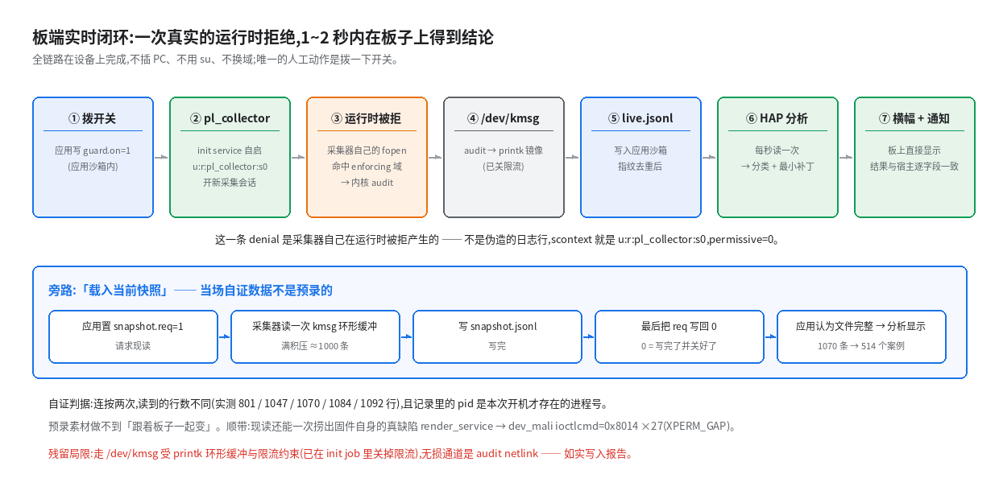 板端实时闭环:一次真实的运行时拒绝,1~2 秒内在板子上得到结论
全链路在设备上完成,不插 PC、不用 su、不换域;唯一的人工动作是拨一下开关。
① 拨开关
应用写 guard.on=1
(应用沙箱内)
② pl_collector
init service 自启
u:r:pl_collector:s0
开新采集会话
③ 运行时被拒
采集器自己的 fopen
命中 enforcing 域
→ 内核 audit
④ /dev/kmsg
audit → printk 镜像
(已关限流)
⑤ live.jsonl
写入应用沙箱
指纹去重后
⑥ HAP 分析
每秒读一次
→ 分类 + 最小补丁
⑦ 横幅 + 通知
板上直接显示
结果与宿主逐字段一致
这一条 denial 是采集器自己在运行时被拒产生的 —— 不是伪造的日志行,scontext 就是 u:r:pl_collector:s0,permissive=0。
旁路:「载入当前快照」—— 当场自证数据不是预录的
应用置 snapshot.req=1
请求现读
采集器读一次 kmsg 环形缓冲
满积压 ≈1000 条
写 snapshot.jsonl
写完
最后把 req 写回 0
0 = 写完了并关好了
应用认为文件完整 → 分析显示
1070 条 → 514 个案例
自证判据:连按两次,读到的行数不同(实测 801 / 1047 / 1070 / 1084 / 1092 行),且记录里的 pid 是本次开机才存在的进程号。
预录素材做不到「跟着板子一起变」。顺带:现读还能一次捞出固件自身的真缺陷 render_service → dev_mali ioctlcmd=0x8014 ×27(XPERM_GAP)。
残留局限:走 /dev/kmsg 受 printk 环形缓冲与限流约束(已在 init job 里关掉限流),无损通道是 audit netlink —— 如实写入报告。